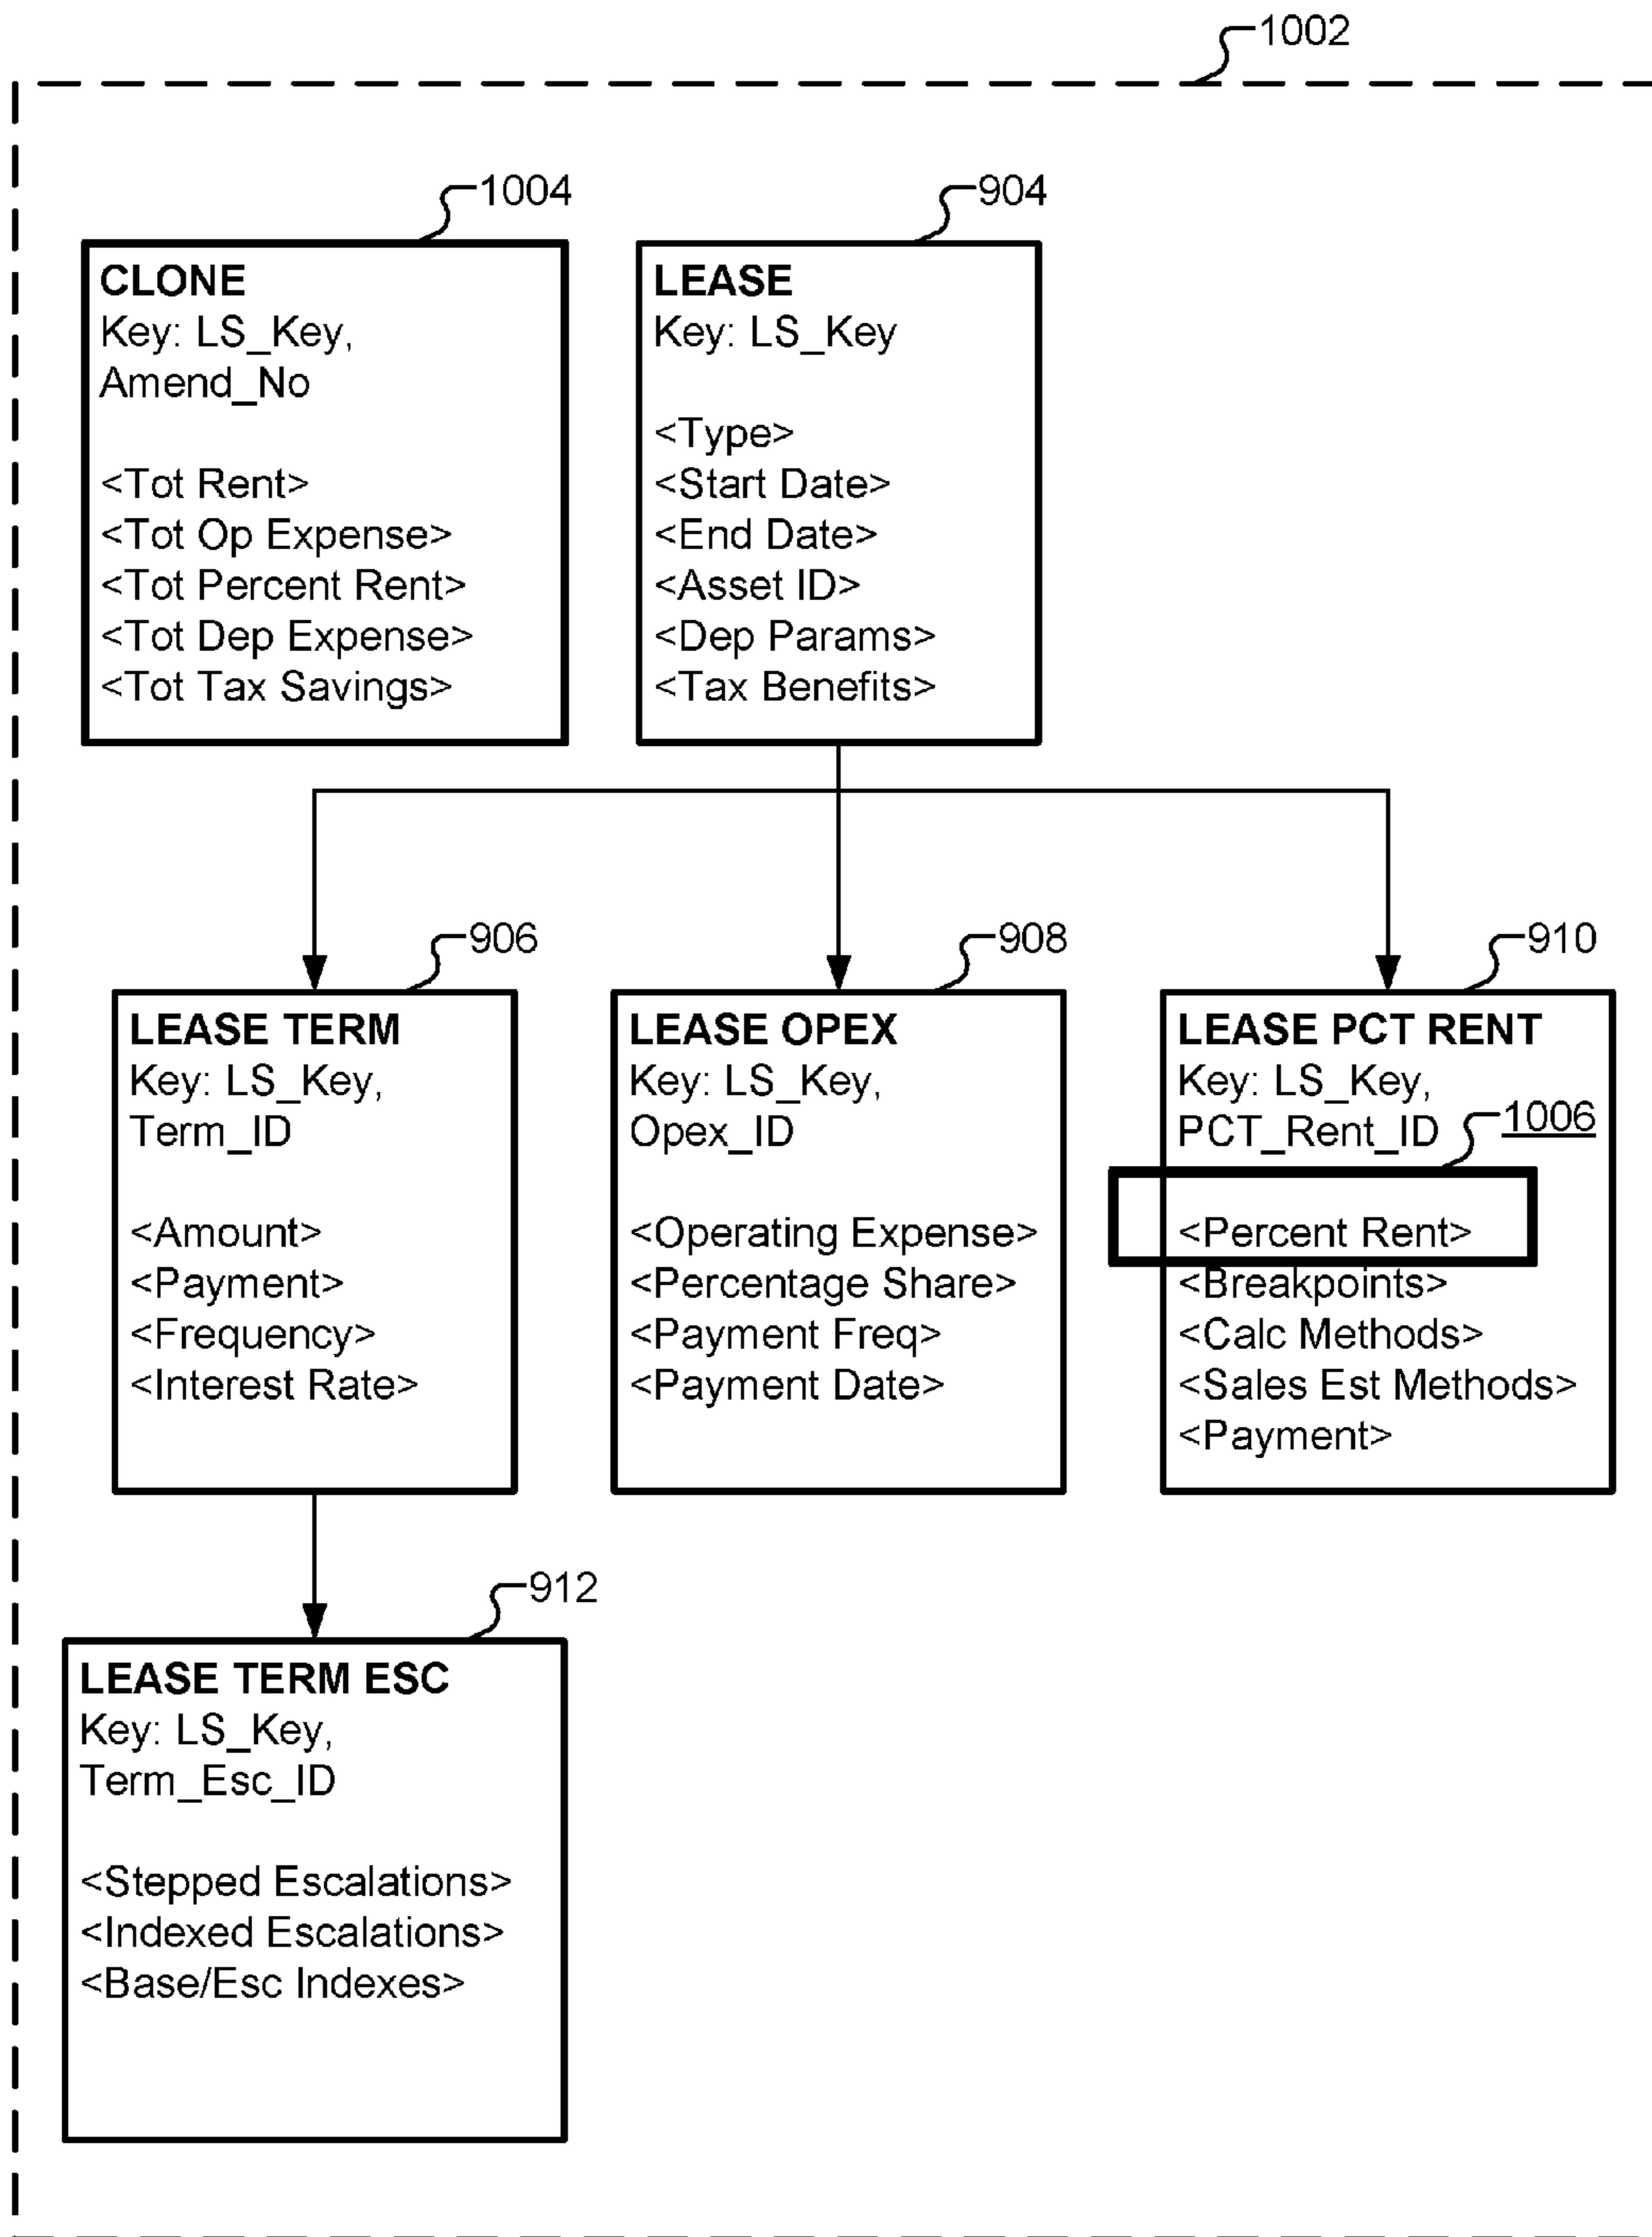 1002
1004
CLONE
Key: LS_Key,
Amend_No
<Tot Rent>
<Tot Op Expense>
<Tot Percent Rent>
<Tot Dep Expense>
<Tot Tax Savings>
904
LEASE
Key: LS_Key
<Type>
<Start Date>
<End Date>
<Asset ID>
<Dep Params>
<Tax Benefits>
906
LEASE TERM
Key: LS_Key,
Term_ID
<Amount>
<Payment>
<Frequency>
<Interest Rate>
908
LEASE OPEX
Key: LS_Key,
Opex_ID
<Operating Expense>
<Percentage Share>
<Payment Freq>
<Payment Date>
910
LEASE PCT RENT
Key: LS_Key,
PCT_Rent_ID
1006
<Percent Rent>
<Breakpoints>
<Calc Methods>
<Sales Est Methods>
<Payment>
912
LEASE TERM ESC
Key: LS_Key,
Term_Esc_ID
<Stepped Escalations>
<Indexed Escalations>
<Base/Esc Indexes>